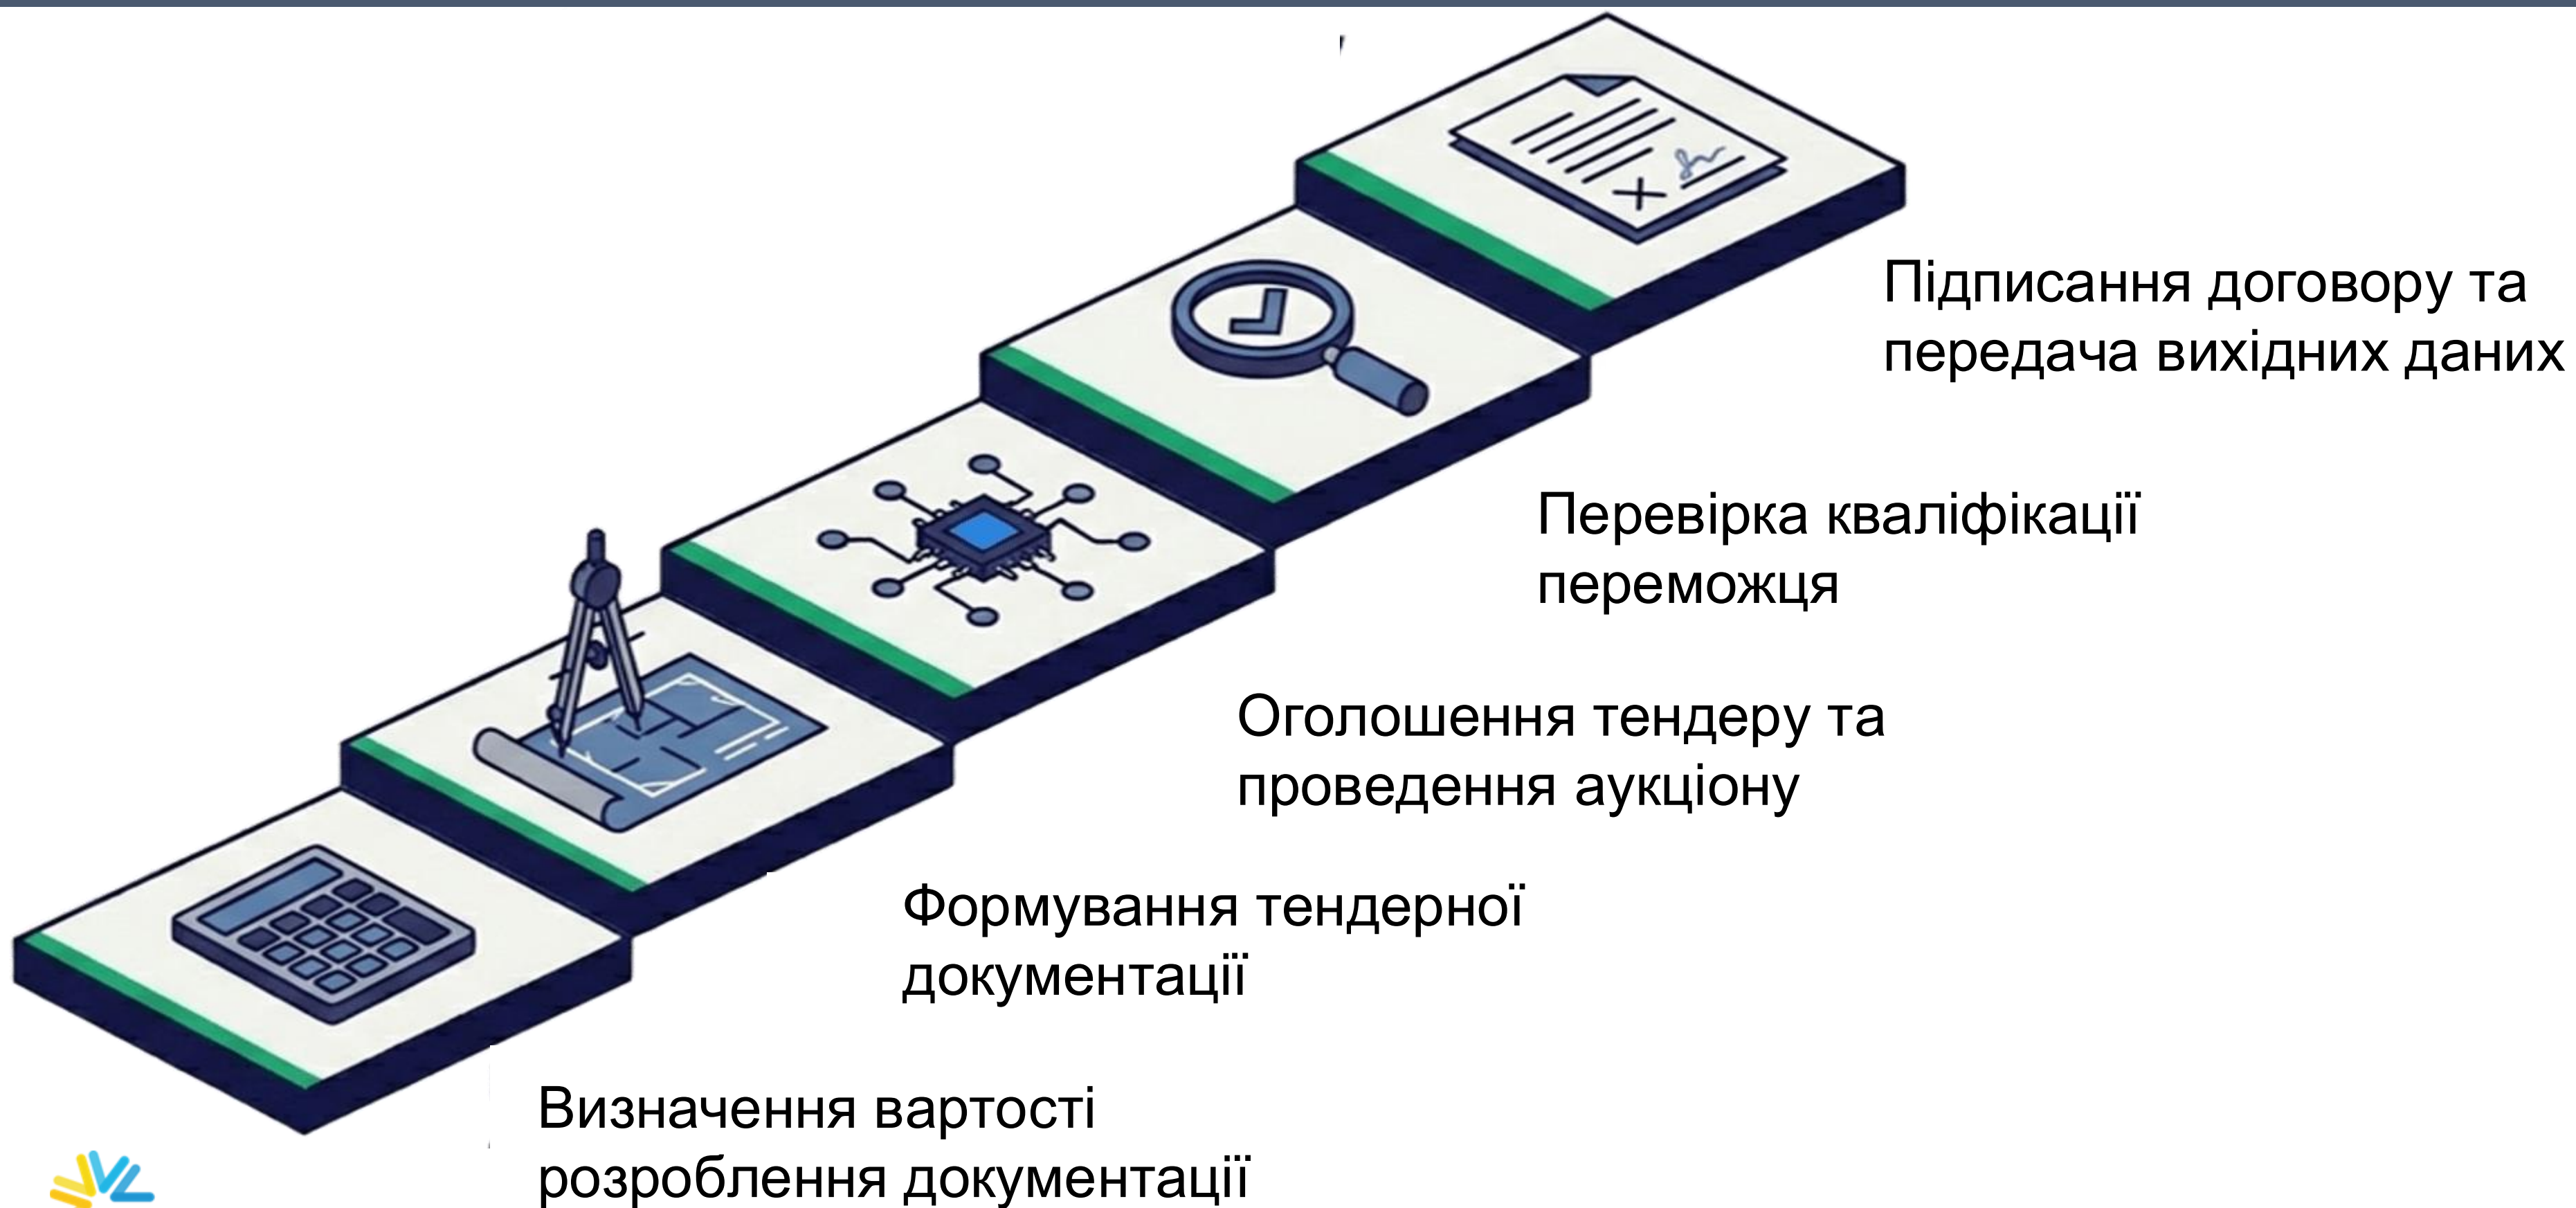 Підписання договору та
передача вихідних даних
Перевірка кваліфікації
переможця
Оголошення тендеру та
проведення аукціону
Формування тендерної
документації
Визначення вартості
розроблення документації